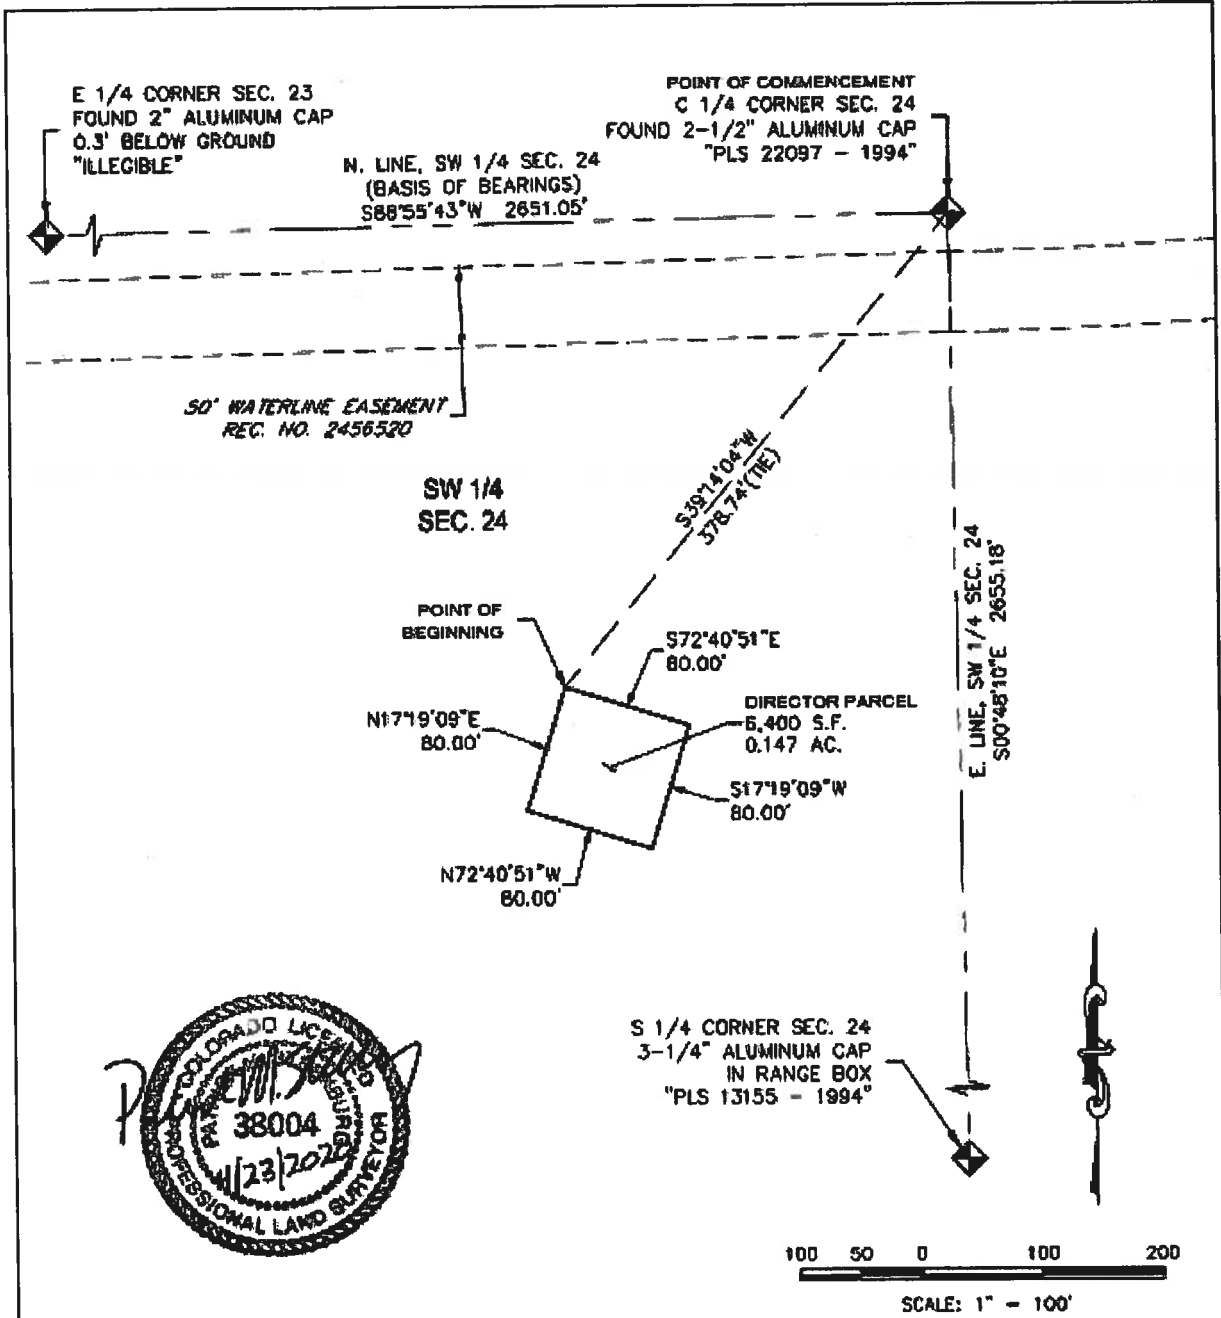 E 1/4 CORNER SEC. 23
FOUND 2" ALUMINUM CAP
0.3' BELOW GROUND
"ILLEGIBLE"
POINT OF COMMENCEMENT
C 1/4 CORNER SEC. 24
FOUND 2-1/2" ALUMINUM CAP
"PLS 22097 - 1994"
N. LINE, SW 1/4 SEC. 24
(BASIS OF BEARINGS)
S88°55'43"W 2651.05'
50' WATERLINE EASEMENT
REC. NO. 2456520
SW 1/4
SEC. 24
S39°14'04"W
378.74'(TIE)
E. LINE, SW 1/4 SEC. 24
S00°48'10"E 2655.18'
POINT OF
BEGINNING
S72°40'51"E
80.00'
N17°19'09"E
80.00'
DIRECTOR PARCEL
6,400 S.F.
0.147 AC.
S17°19'09"W
80.00'
N72°40'51"W
80.00'
COLORADO LICENSED
38004
PROFESSIONAL LAND SURVEYOR
S 1/4 CORNER SEC. 24
3-1/4" ALUMINUM CAP
IN RANGE BOX
"PLS 13155 - 1994"
100 50 0 100 200
SCALE: 1" = 100'